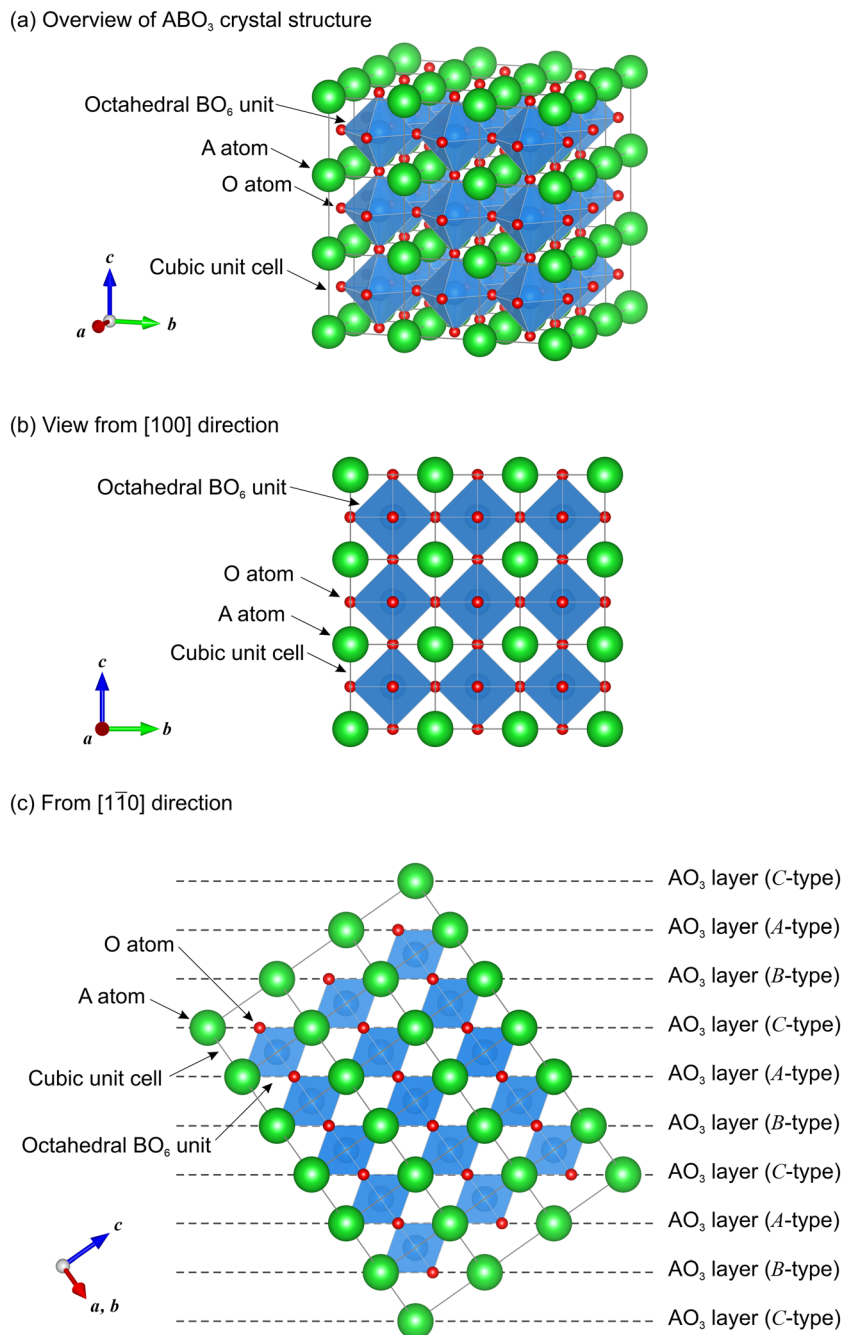 (a) Overview of ABO₃ crystal structure
Octahedral BO₆ unit
A atom
O atom
Cubic unit cell
c
a
b
(b) View from [100] direction
Octahedral BO₆ unit
O atom
A atom
Cubic unit cell
c
a
b
(c) From [11̅0] direction
AO₃ layer (C-type)
AO₃ layer (A-type)
O atom
AO₃ layer (B-type)
A atom
AO₃ layer (C-type)
Cubic unit cell
AO₃ layer (A-type)
Octahedral BO₆ unit
AO₃ layer (B-type)
AO₃ layer (C-type)
AO₃ layer (A-type)
c
AO₃ layer (B-type)
a, b
AO₃ layer (C-type)